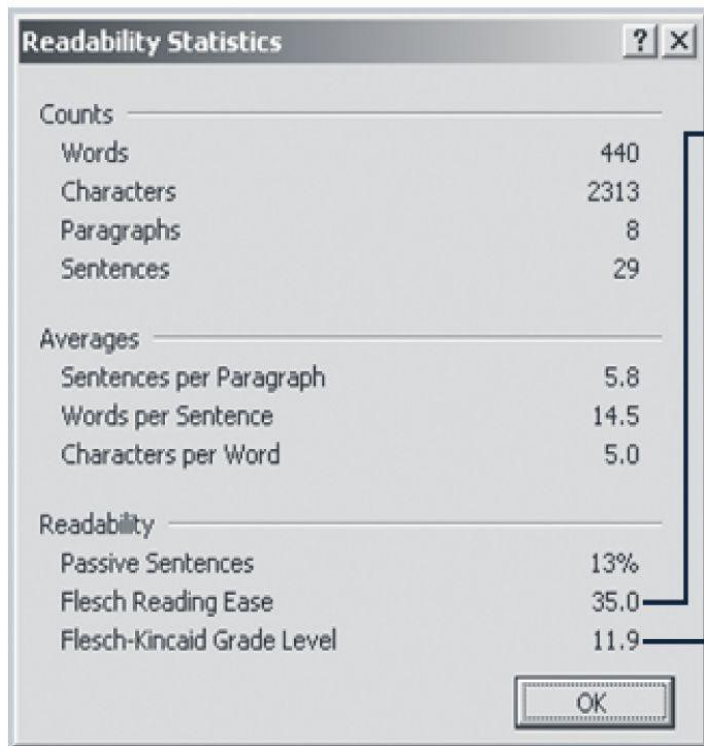 Readability Statistics ? X
Counts
Words 440
Characters 2313
Paragraphs 8
Sentences 29
Averages
Sentences per Paragraph 5.8
Words per Sentence 14.5
Characters per Word 5.0
Readability
Passive Sentences 13%
Flesch Reading Ease 35.0
Flesch-Kincaid Grade Level 11.9
OK